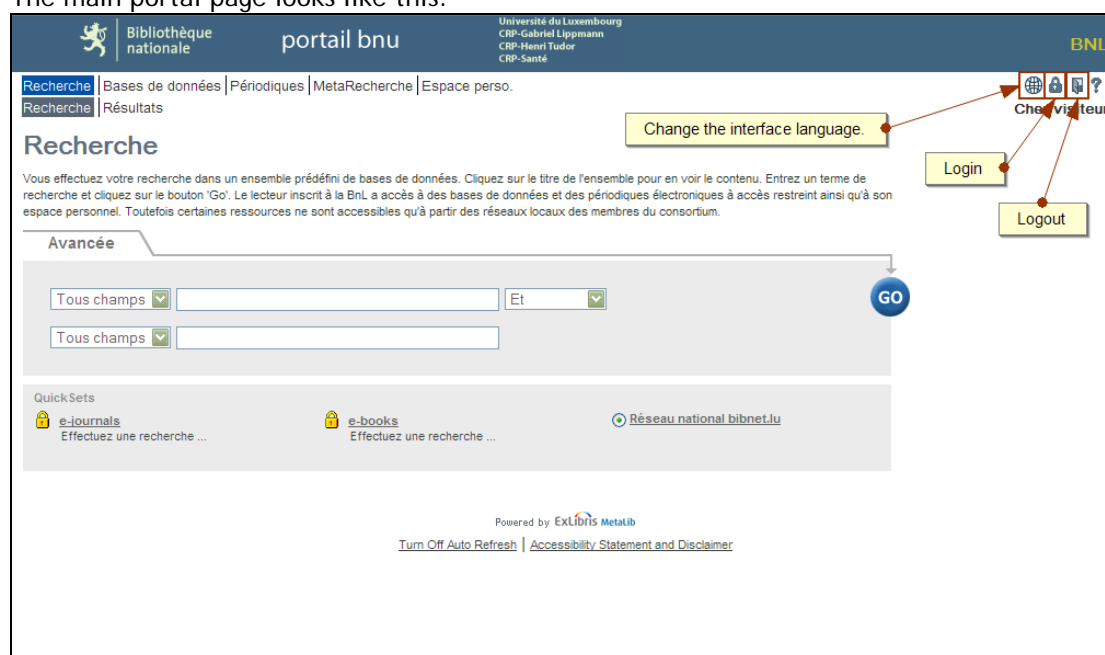 The main portal page looks like this:
Bibliothèque nationale
portail bnu
Université du Luxembourg
CRP-Gabriel Lippmann
CRP-Henri Tudor
CRP-Santé
BNL
Recherche | Bases de données | Périodiques | MetaRecherche | Espace perso.
Recherche | Résultats
?
Cher visiteur
Change the interface language.
Login
Logout
Recherche
Vous effectuez votre recherche dans un ensemble prédéfini de bases de données. Cliquez sur le titre de l'ensemble pour en voir le contenu. Entrez un terme de
recherche et cliquez sur le bouton 'Go'. Le lecteur inscrit à la BnL a accès à des bases de données et des périodiques électroniques à accès restreint ainsi qu'à son
espace personnel. Toutefois certaines ressources ne sont accessibles qu'à partir des réseaux locaux des membres du consortium.
Avancée
Tous champs Et GO
Tous champs
QuickSets
e-journals
Effectuez une recherche ...
e-books
Effectuez une recherche ...
Réseau national bibnet.lu
Powered by ExLibris MetaLib
Turn Off Auto Refresh | Accessibility Statement and Disclaimer